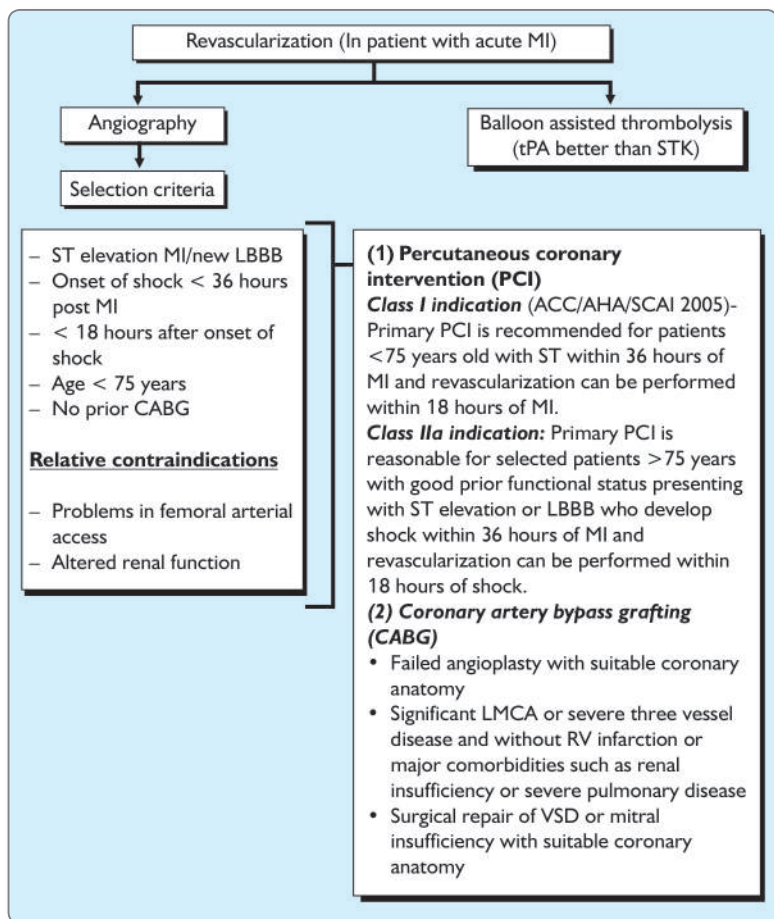 Revascularization (In patient with acute MI)
Angiography
Balloon assisted thrombolysis
(tPA better than STK)
Selection criteria
– ST elevation MI/new LBBB
– Onset of shock < 36 hours
post MI
– < 18 hours after onset of
shock
– Age < 75 years
– No prior CABG
Relative contraindications
– Problems in femoral arterial
access
– Altered renal function
(1) Percutaneous coronary
intervention (PCI)
Class I indication (ACC/AHA/SCAI 2005)-
Primary PCI is recommended for patients
<75 years old with ST within 36 hours of
MI and revascularization can be performed
within 18 hours of MI.
Class IIa indication: Primary PCI is
reasonable for selected patients >75 years
with good prior functional status presenting
with ST elevation or LBBB who develop
shock within 36 hours of MI and
revascularization can be performed within
18 hours of shock.
(2) Coronary artery bypass grafting
(CABG)
• Failed angioplasty with suitable coronary
anatomy
• Significant LMCA or severe three vessel
disease and without RV infarction or
major comorbidities such as renal
insufficiency or severe pulmonary disease
• Surgical repair of VSD or mitral
insufficiency with suitable coronary
anatomy